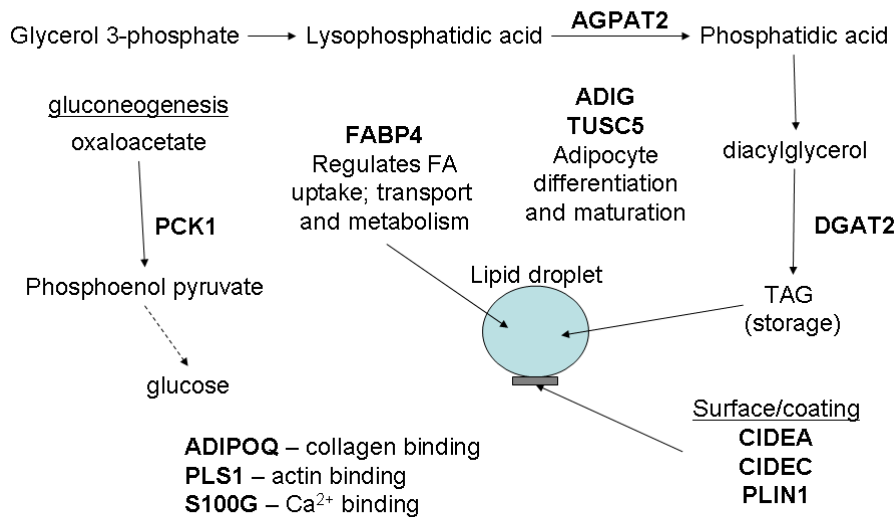 Glycerol 3-phosphate
Lysophosphatidic acid
AGPAT2
Phosphatidic acid
gluconeogenesis
oxaloacetate
PCK1
Phosphoenol pyruvate
glucose
FABP4
Regulates FA
uptake; transport
and metabolism
ADIG
TUSC5
Adipocyte
differentiation
and maturation
diacylglycerol
DGAT2
TAG
(storage)
Lipid droplet
Surface/coating
CIDEA
CIDEC
PLIN1
ADIPOQ – collagen binding
PLS1 – actin binding
S100G – Ca²⁺ binding